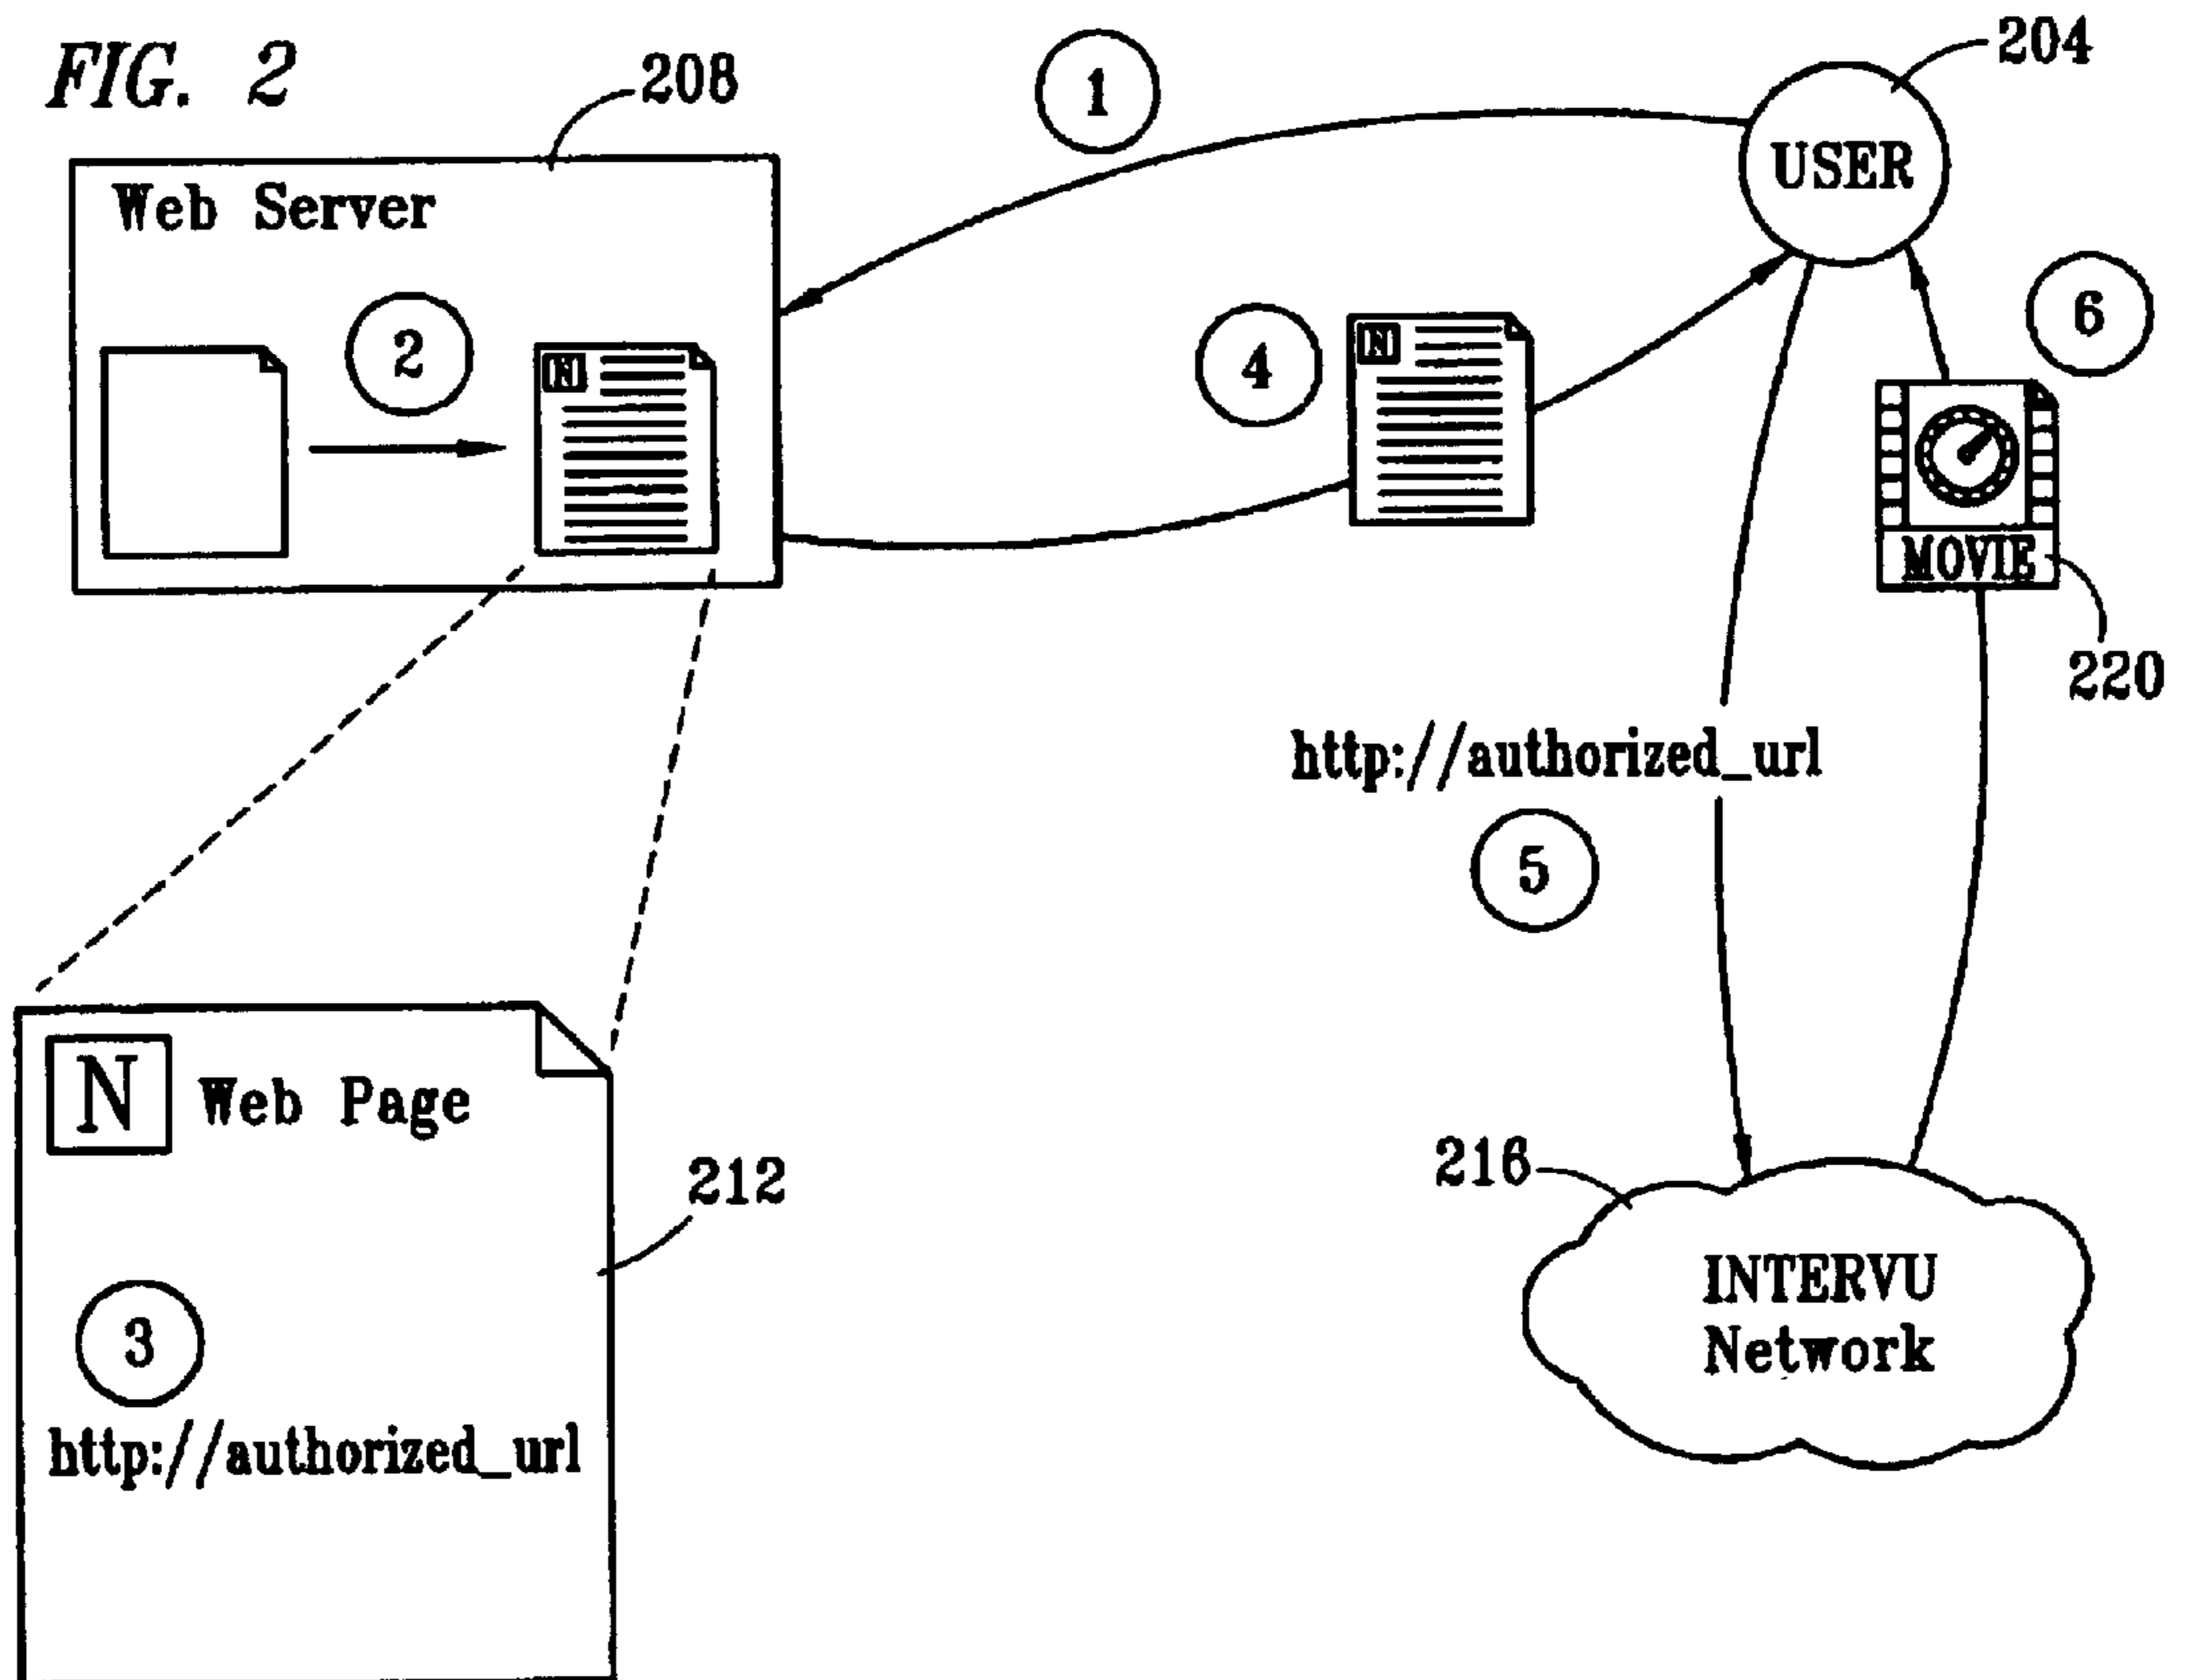 FIG. 2
208
1
204
USER
Web Server
2
N
4
N
6
MOVIE
220
http://authorized_url
5
N Web Page
212
3
http://authorized_url
216
INTERVU
Network